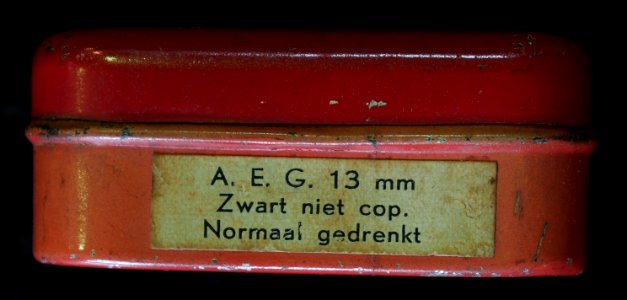 A. E. G. 13 mm
Zwart niet cop.
Normaal gedrenkt